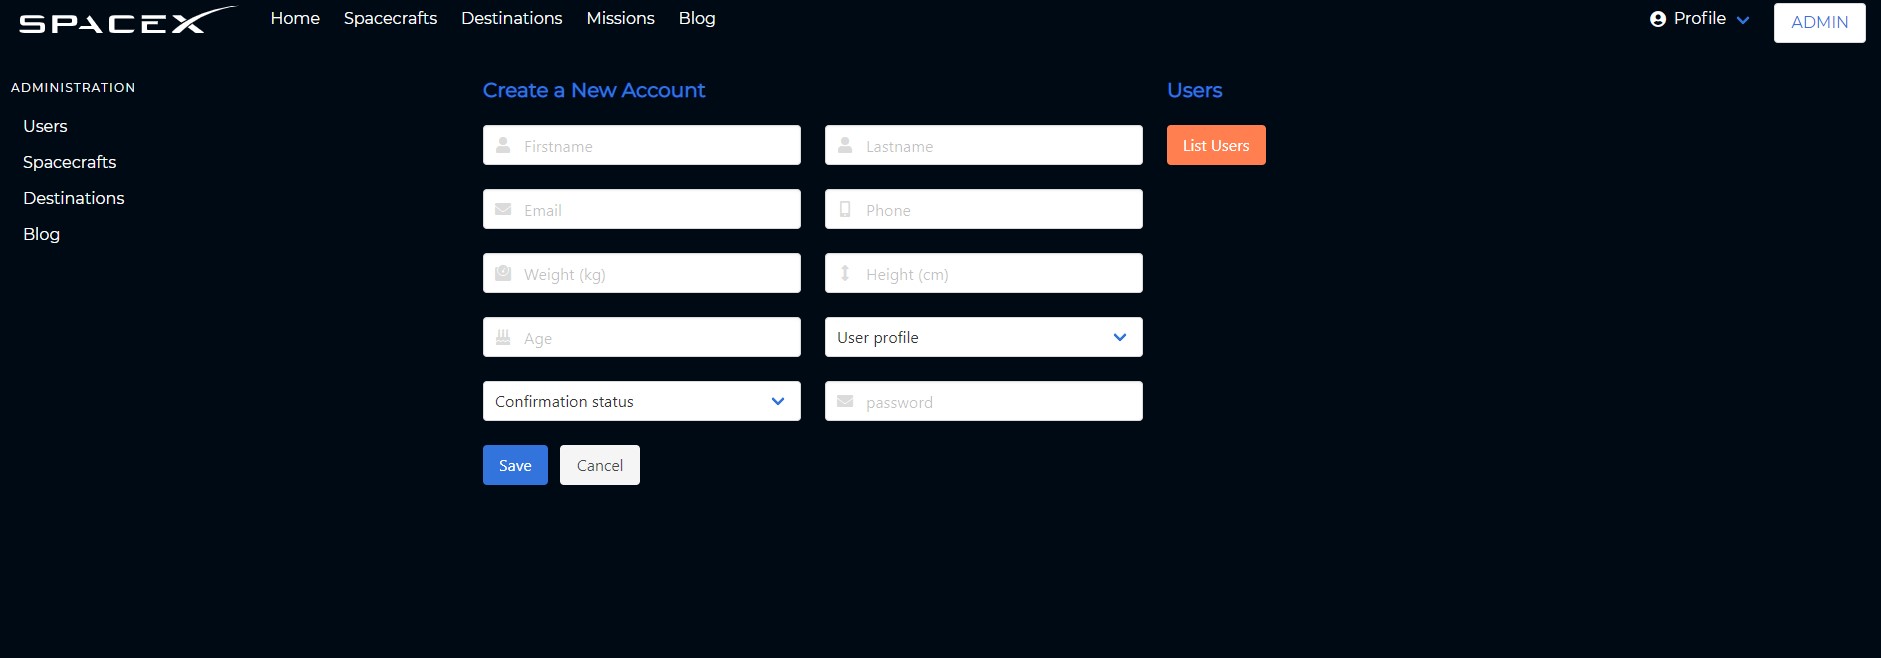 SPACEX
Home Spacecrafts Destinations Missions Blog
Profile
ADMIN
ADMINISTRATION
Users
Spacecrafts
Destinations
Blog
Create a New Account
Firstname
Lastname
Email
Phone
Weight (kg)
Height (cm)
Age
User profile
Confirmation status
password
Save
Cancel
Users
List Users